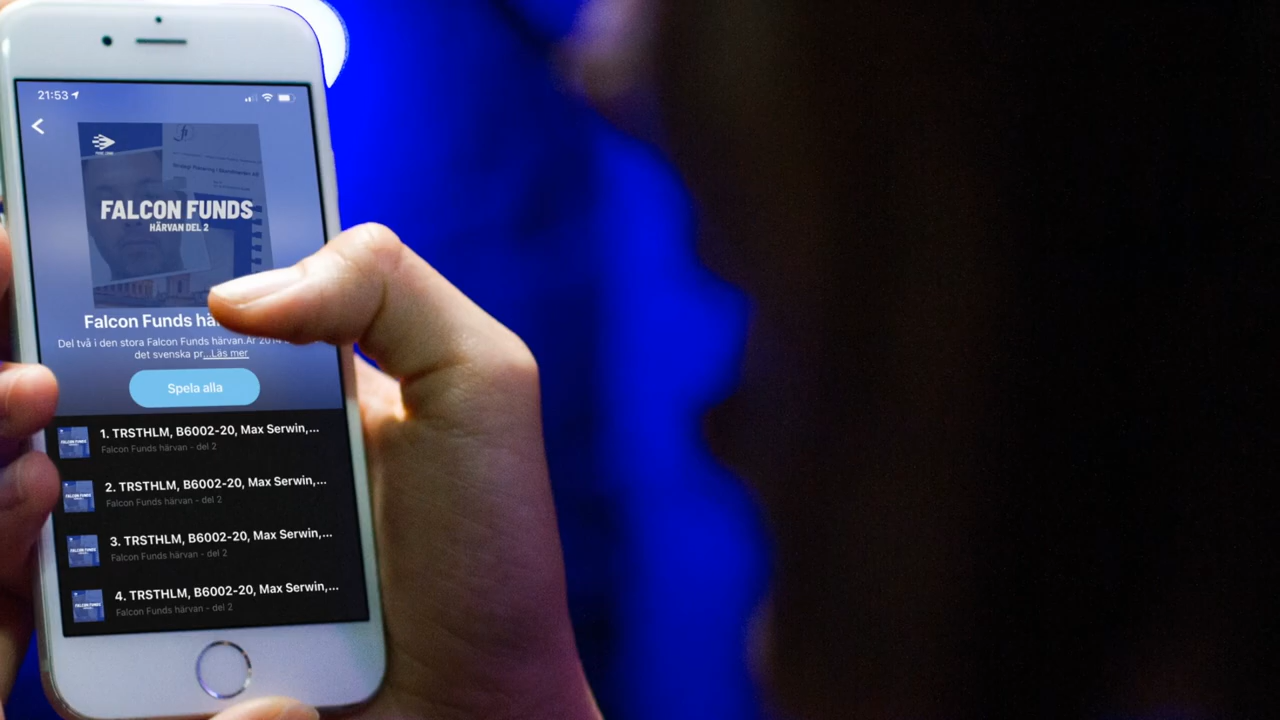 21:53
FALCON FUNDS
HÄRVAN DEL 2
Falcon Funds
Del två i den stora Falcon Funds härvan.År
det svenska pr...Läs mer
Spela alla
1. TRSTHLM, B6002-20, Max Serwin,...
Falcon Funds härvan - del 2
2. TRSTHLM, B6002-20, Max Serwin,...
Falcon Funds härvan - del 2
3. TRSTHLM, B6002-20, Max Serwin,...
Falcon Funds härvan - del 2
4. TRSTHLM, B6002-20, Max Serwin,...
Falcon Funds härvan - del 2